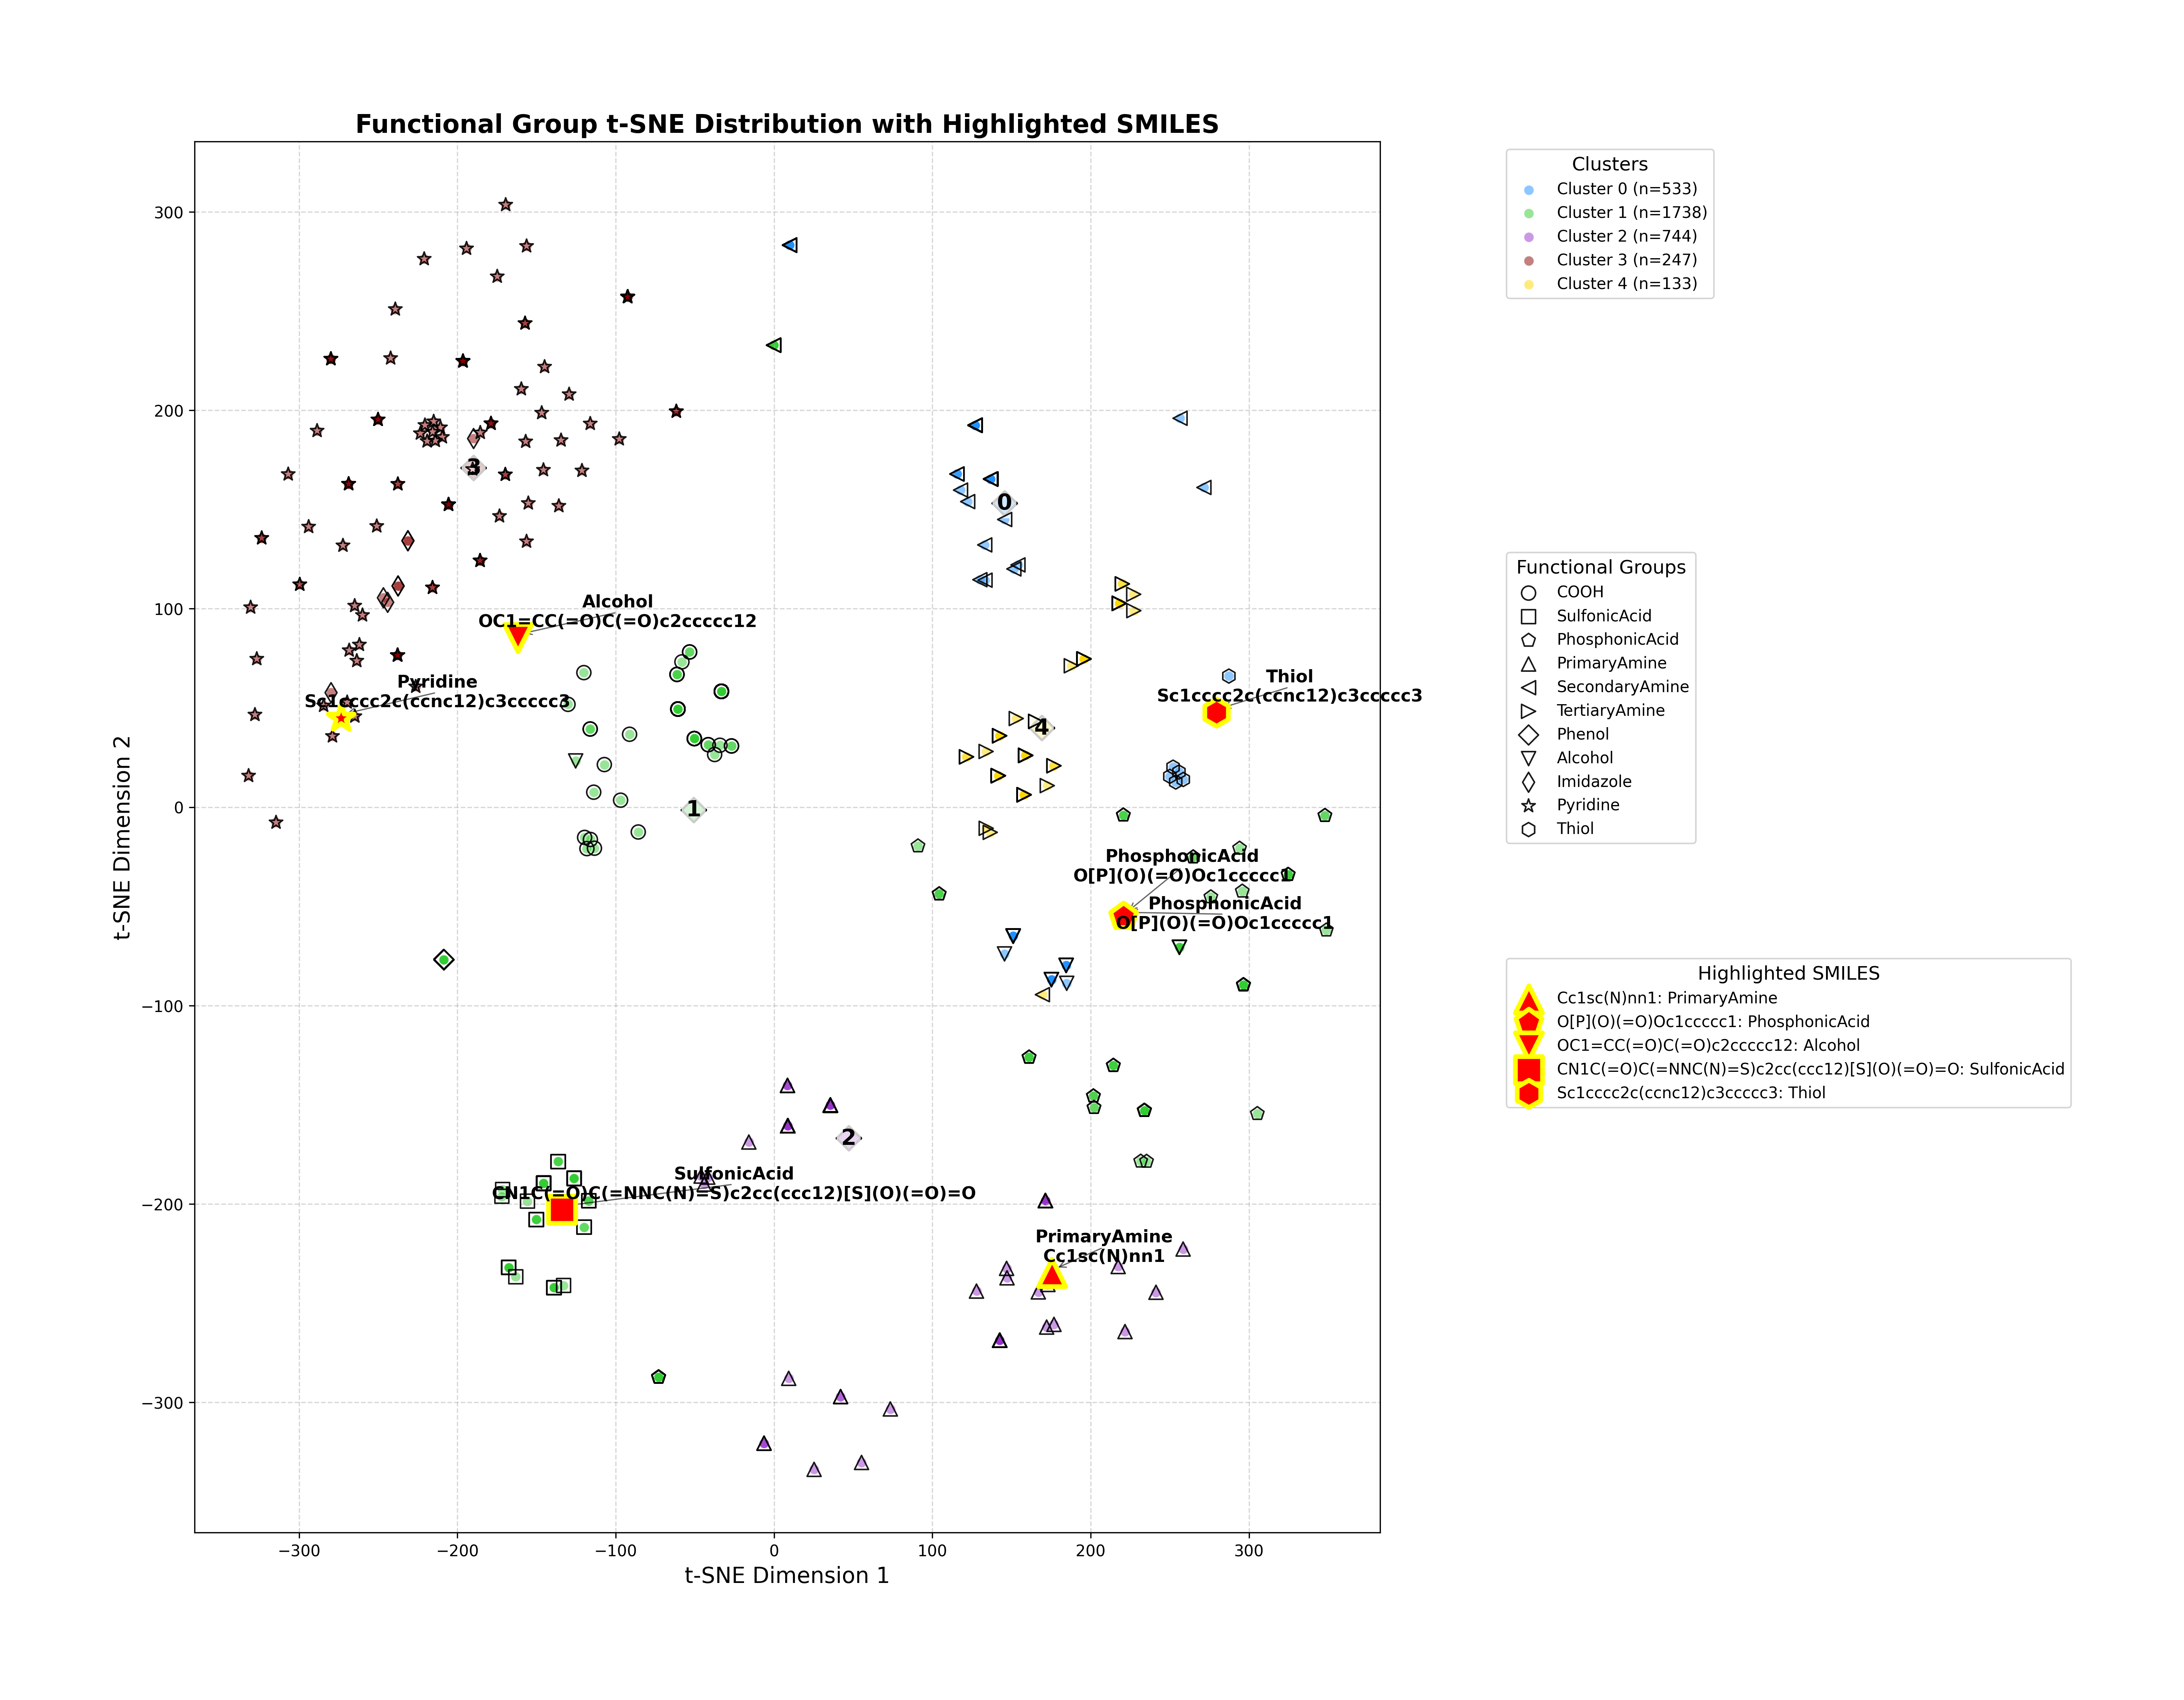 Functional Group t-SNE Distribution with Highlighted SMILES
t-SNE Dimension 2
300
200
100
0
−100
−200
−300
−300
−200
−100
0
100
200
300
t-SNE Dimension 1
3
0
Alcohol
OC1=CC(=O)C(=O)c2ccccc12
Pyridine
Sc1cccc2c(ccnc12)c3ccccc3
Thiol
Sc1cccc2c(ccnc12)c3ccccc3
4
1
PhosphonicAcid
O[P](O)(=O)Oc1ccccc1
PhosphonicAcid
O[P](O)(=O)Oc1ccccc1
2
SulfonicAcid
CN1C(=O)C(=NNC(N)=S)c2cc(ccc12)[S](O)(=O)=O
PrimaryAmine
Cc1sc(N)nn1
Clusters
Cluster 0 (n=533)
Cluster 1 (n=1738)
Cluster 2 (n=744)
Cluster 3 (n=247)
Cluster 4 (n=133)
Functional Groups
COOH
SulfonicAcid
PhosphonicAcid
PrimaryAmine
SecondaryAmine
TertiaryAmine
Phenol
Alcohol
Imidazole
Pyridine
Thiol
Highlighted SMILES
Cc1sc(N)nn1: PrimaryAmine
O[P](O)(=O)Oc1ccccc1: PhosphonicAcid
OC1=CC(=O)C(=O)c2ccccc12: Alcohol
CN1C(=O)C(=NNC(N)=S)c2cc(ccc12)[S](O)(=O)=O: SulfonicAcid
Sc1cccc2c(ccnc12)c3ccccc3: Thiol